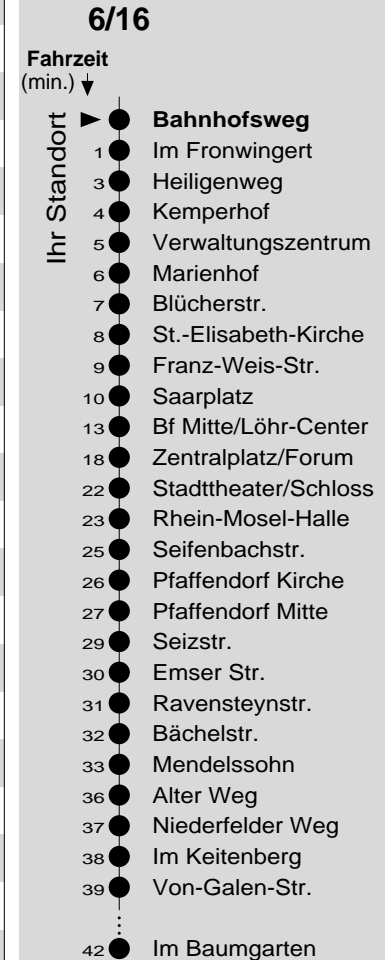 6/16
Fahrzeit
(min.)
Ihr Standort
Bahnhofsweg
1 Im Fronwingert
3 Heiligenweg
4 Kemperhof
5 Verwaltungszentrum
6 Marienhof
7 Blücherstr.
8 St.-Elisabeth-Kirche
9 Franz-Weis-Str.
10 Saarplatz
13 Bf Mitte/Löhr-Center
18 Zentralplatz/Forum
22 Stadttheater/Schloss
23 Rhein-Mosel-Halle
25 Seifenbachstr.
26 Pfaffendorf Kirche
27 Pfaffendorf Mitte
29 Seizstr.
30 Emser Str.
31 Ravensteynstr.
32 Bächelstr.
33 Mendelssohn
36 Alter Weg
37 Niederfelder Weg
38 Im Keitenberg
39 Von-Galen-Str.
42 Im Baumgarten